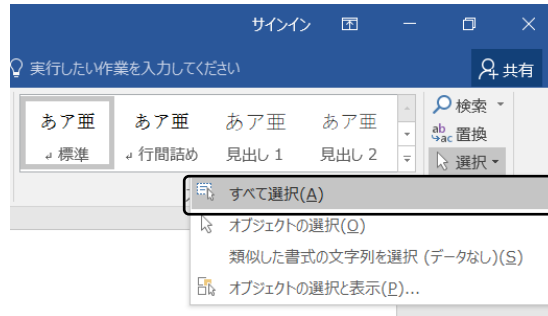 サインイン
実行したい作業を入力してください
共有
あア亜 あア亜 あア亜 あア亜
↲ 標準 ↲ 行間詰め 見出し 1 見出し 2
検索
ab ac 置換
選択
すべて選択(A)
オブジェクトの選択(O)
類似した書式の文字列を選択 (データなし)(S)
オブジェクトの選択と表示(P)...